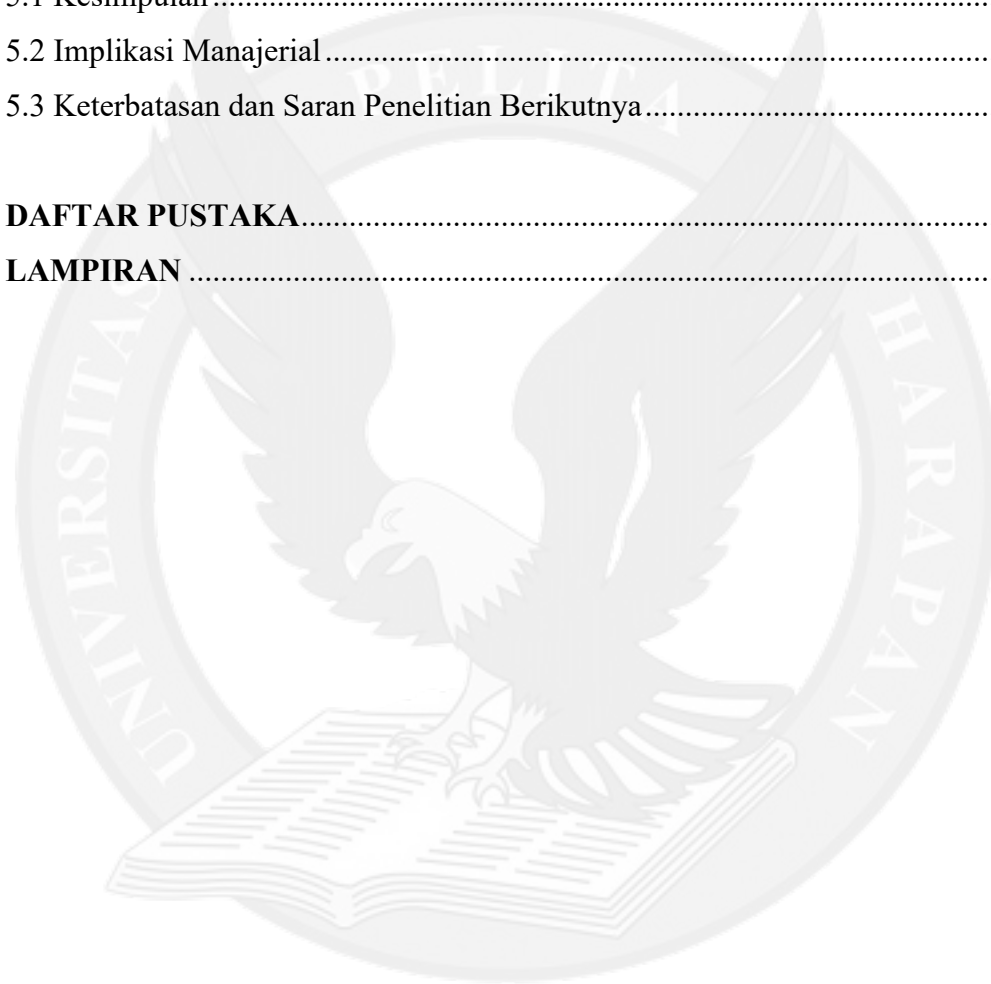 5.1 Kesimpulan........................................................................................................
5.2 Implikasi Manajerial...........................................................................................
5.3 Keterbatasan dan Saran Penelitian Berikutnya...........................................
DAFTAR PUSTAKA.............................................................................................
LAMPIRAN .........................................................................................................
UNIVERSITAS PELITA HARAPAN